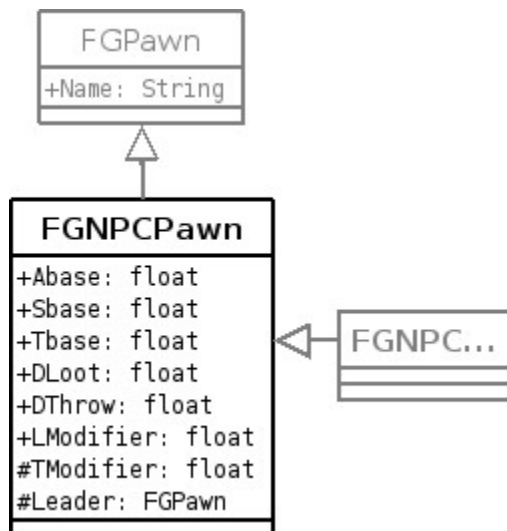 FGPawn
+Name: String
FGNPCPawn
+Abase: float
+Sbase: float
+Tbase: float
+DLoot: float
+DThrow: float
+LModifier: float
#TModifier: float
#Leader: FGPawn
FGNPC...